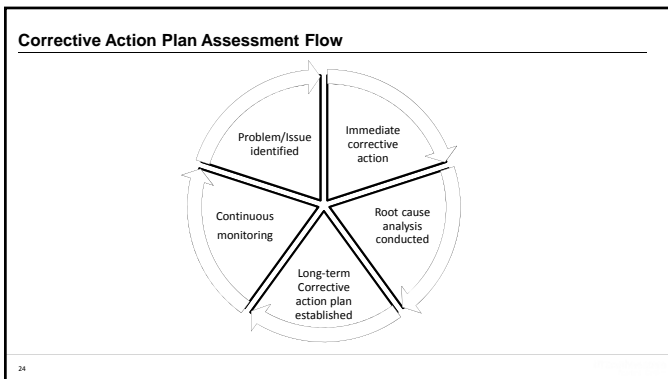 Corrective Action Plan Assessment Flow
Problem/Issue
identified
Immediate
corrective
action
Root cause
analysis
conducted
Long-term
Corrective
action plan
established
Continuous
monitoring
24